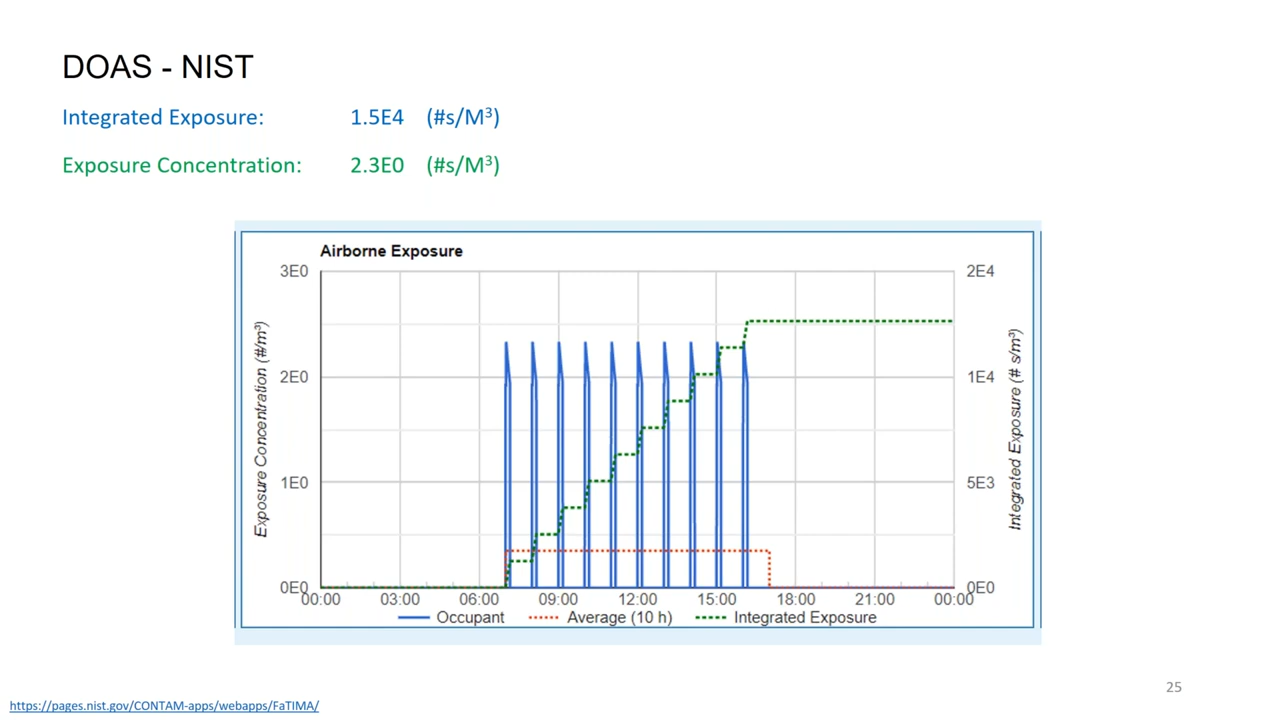 DOAS - NIST
Integrated Exposure: 1.5E4 (#s/M³)
Exposure Concentration: 2.3E0 (#s/M³)
Airborne Exposure
3E0
2E0
1E0
0E0
Exposure Concentration (#/m³)
2E4
1E4
5E3
0E0
Integrated Exposure (# s/m³)
00:00 03:00 06:00 09:00 12:00 15:00 18:00 21:00 00:00
Occupant Average (10 h) Integrated Exposure
25
https://pages.nist.gov/CONTAM-apps/webapps/FaTIMA/